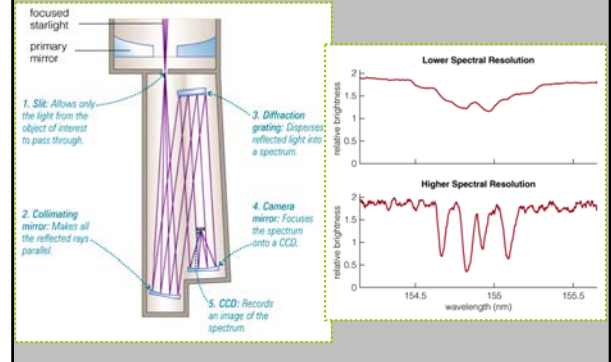 focused
starlight
primary
mirror
1. Slit: Allows only
the light from the
object of interest
to pass through.
3. Diffraction
grating: Disperses
reflected light into
a spectrum.
2. Collimating
mirror: Makes all
the reflected rays
parallel.
4. Camera
mirror: Focuses
the spectrum
onto a CCD.
5. CCD: Records
an image of the
spectrum.
Lower Spectral Resolution
relative brightness
2
1.5
1
0.5
0
Higher Spectral Resolution
relative brightness
2
1.5
1
0.5
0
154.5
155
155.5
wavelength (nm)